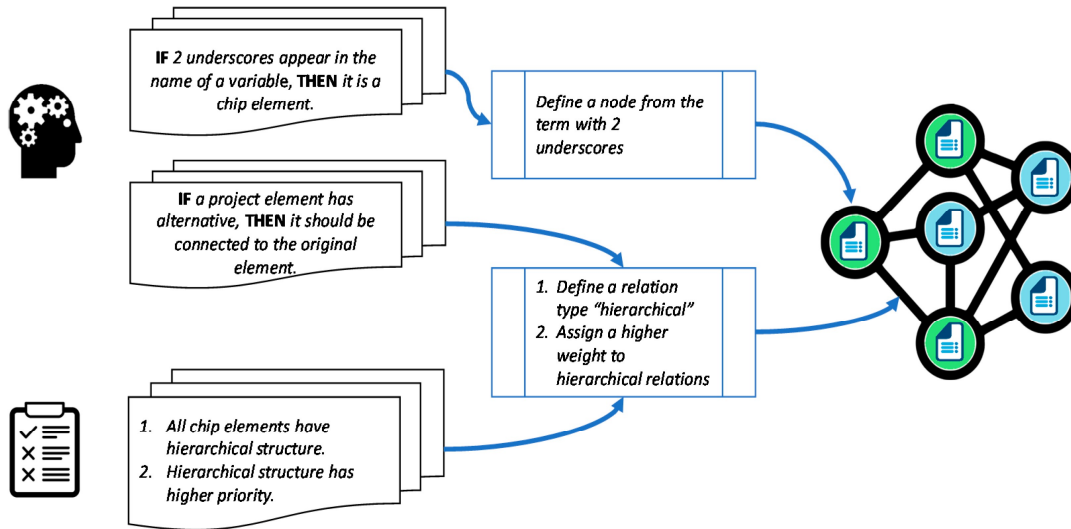 IF 2 underscores appear in the
name of a variable, THEN it is a
chip element.
Define a node from the
term with 2
underscores
IF a project element has
alternative, THEN it should be
connected to the original
element.
1. Define a relation
type “hierarchical”
2. Assign a higher
weight to
hierarchical relations
1. All chip elements have
hierarchical structure.
2. Hierarchical structure has
higher priority.